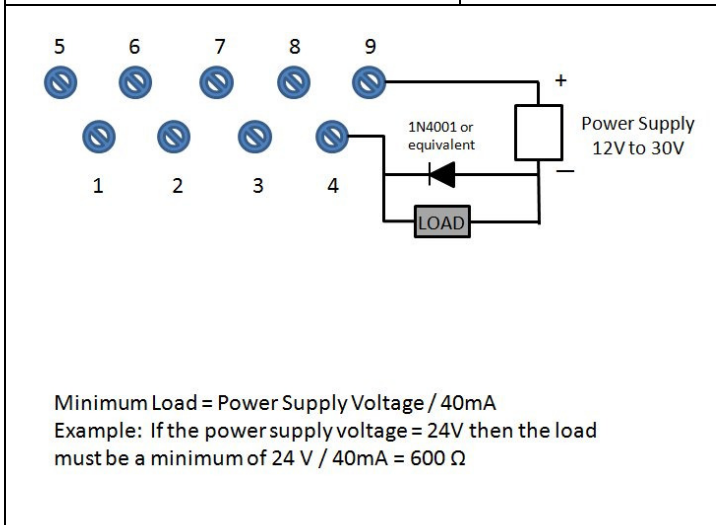 5 6 7 8 9
+
1N4001 or
equivalent
Power Supply
12V to 30V
—
1 2 3 4
LOAD
Minimum Load = Power Supply Voltage / 40mA
Example: If the power supply voltage = 24V then the load
must be a minimum of 24 V / 40mA = 600 Ω